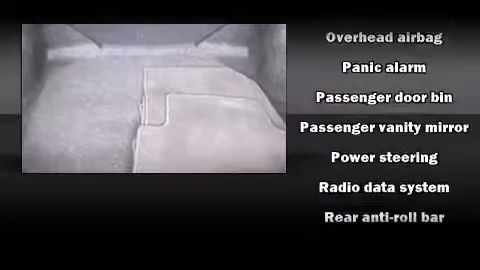 Overhead airbag
Panic alarm
Passenger door bin
Passenger vanity mirror
Power steering
Radio data system
Rear anti-roll bar